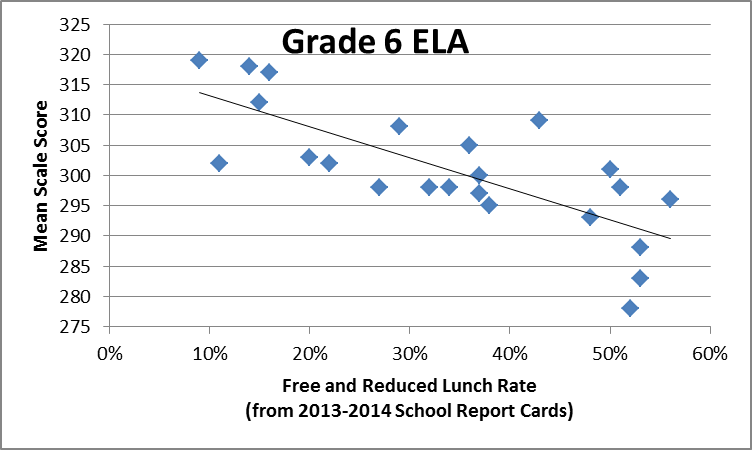 Grade 6 ELA
Mean Scale Score
325
320
315
310
305
300
295
290
285
280
275
0% 10% 20% 30% 40% 50% 60%
Free and Reduced Lunch Rate
(from 2013-2014 School Report Cards)